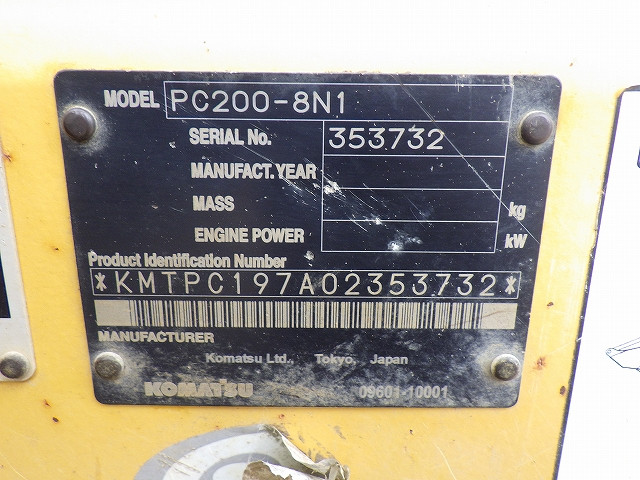 MODEL PC200-8N1
SERIAL No. 353732
MANUFACT. YEAR
MASS kg
ENGINE POWER kW
Product Identification Number
*KMTPC197A02353732*
MANUFACTURER
Komatsu Ltd., Tokyo, Japan
KOMATSU 09601-10001